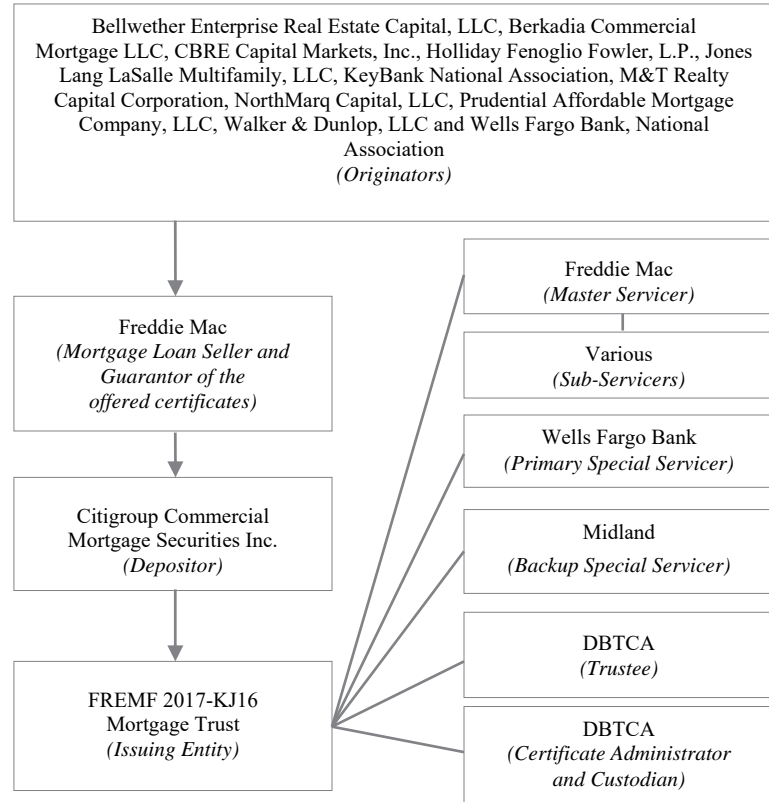 Bellwether Enterprise Real Estate Capital, LLC, Berkadia Commercial
Mortgage LLC, CBRE Capital Markets, Inc., Holliday Fenoglio Fowler, L.P., Jones
Lang LaSalle Multifamily, LLC, KeyBank National Association, M&T Realty
Capital Corporation, NorthMarq Capital, LLC, Prudential Affordable Mortgage
Company, LLC, Walker & Dunlop, LLC and Wells Fargo Bank, National
Association
(Originators)
Freddie Mac
(Mortgage Loan Seller and
Guarantor of the
offered certificates)
Citigroup Commercial
Mortgage Securities Inc.
(Depositor)
FREMF 2017-KJ16
Mortgage Trust
(Issuing Entity)
Freddie Mac
(Master Servicer)
Various
(Sub-Servicers)
Wells Fargo Bank
(Primary Special Servicer)
Midland
(Backup Special Servicer)
DBTCA
(Trustee)
DBTCA
(Certificate Administrator
and Custodian)